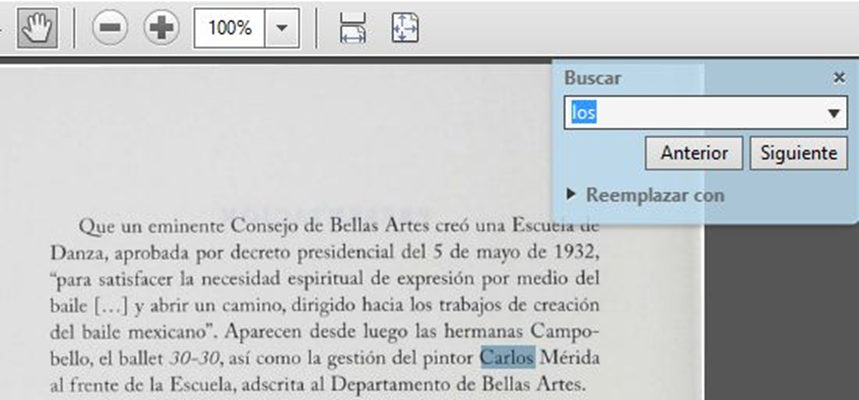 100%
Buscar
los
Anterior
Siguiente
Reemplazar con
Que un eminente Consejo de Bellas Artes creó una Escuela de
Danza, aprobada por decreto presidencial del 5 de mayo de 1932,
“para satisfacer la necesidad espiritual de expresión por medio del
baile [...] y abrir un camino, dirigido hacia los trabajos de creación
del baile mexicano”. Aparecen desde luego las hermanas Campo-
bello, el ballet 30-30, así como la gestión del pintor Carlos Mérida
al frente de la Escuela, adscrita al Departamento de Bellas Artes.